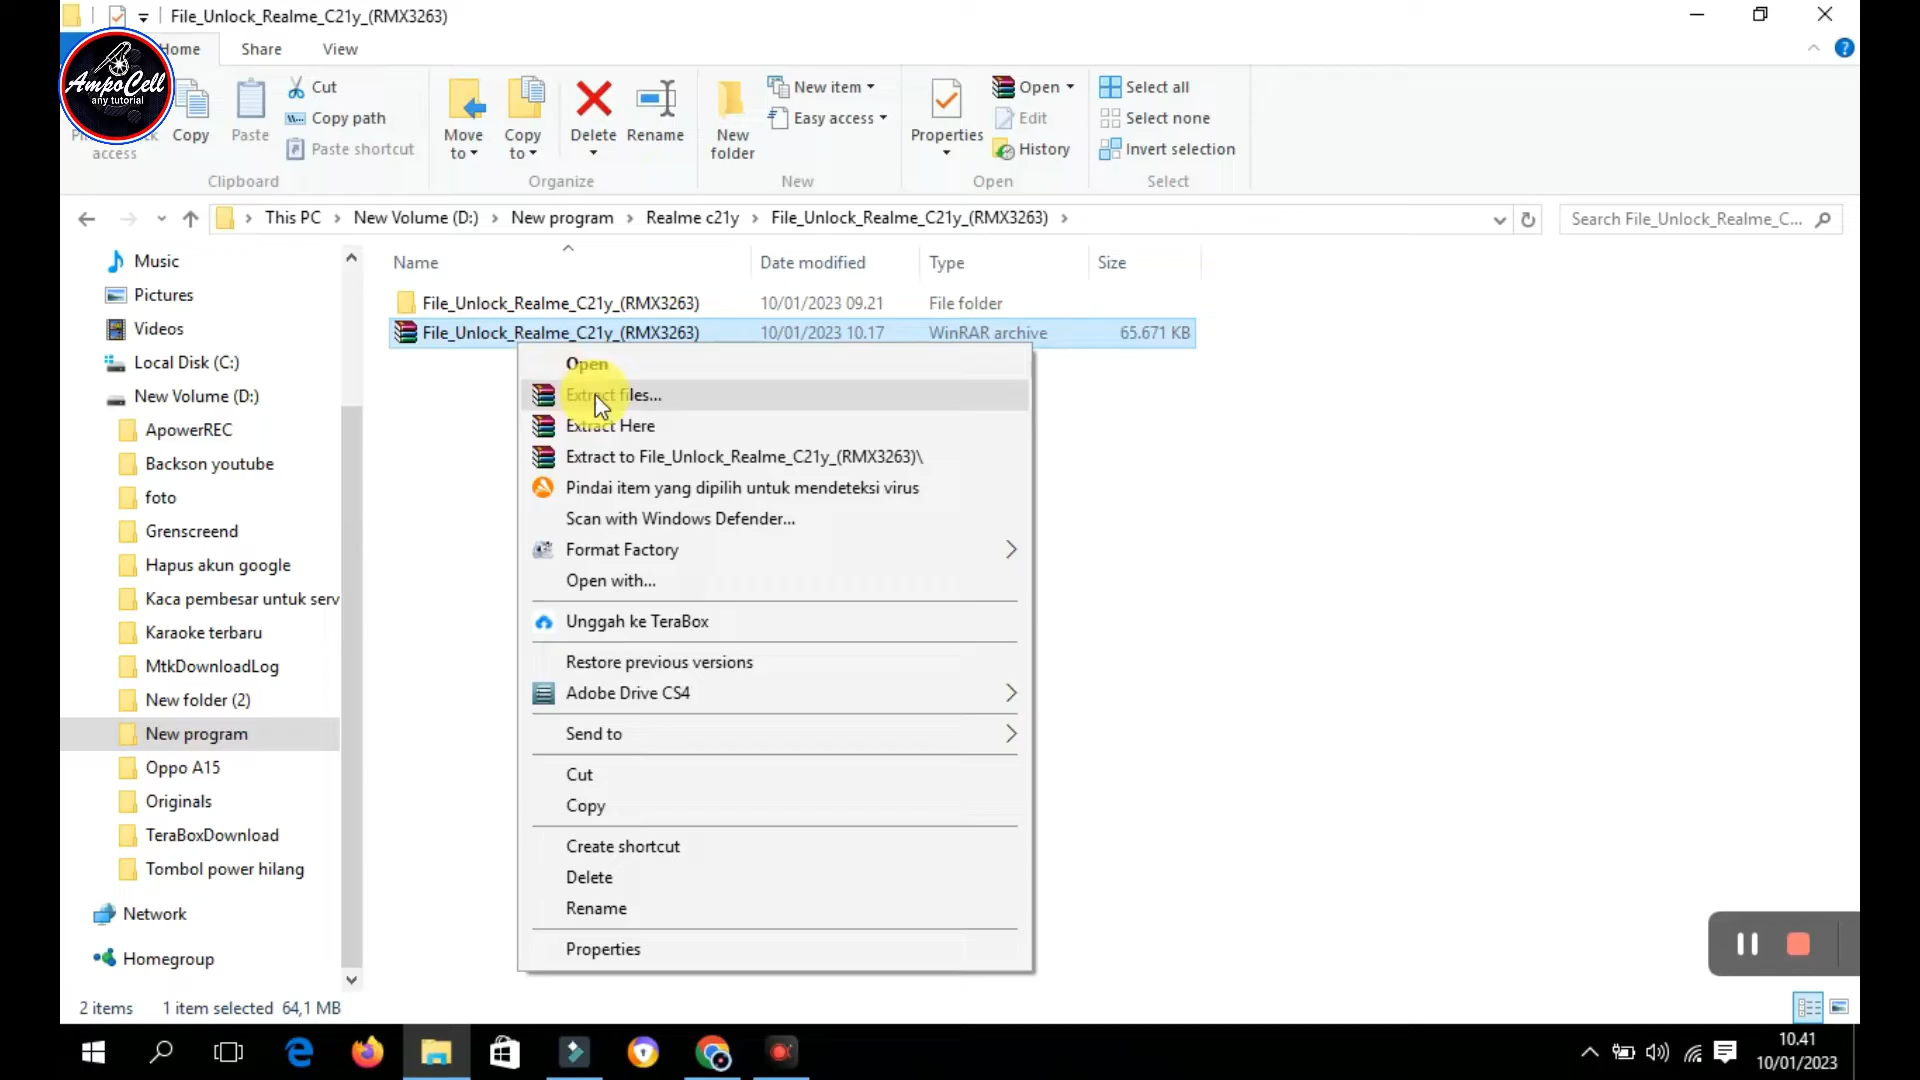 File_Unlock_Realme_C21y_(RMX3263)
AmpoCell
any tutorial
Home
Share
View
access
Copy
Paste
Cut
Copy path
Paste shortcut
Clipboard
Move to
Copy to
Delete
Rename
Organize
New folder
New item
Easy access
New
Properties
Open
Edit
History
Open
Select all
Select none
Invert selection
Select
This PC
New Volume (D:)
New program
Realme c21y
File_Unlock_Realme_C21y_(RMX3263)
Search File_Unlock_Realme_C...
Music
Pictures
Videos
Local Disk (C:)
New Volume (D:)
ApowerREC
Backson youtube
foto
Grenscreend
Hapus akun google
Kaca pembesar untuk serv
Karaoke terbaru
MtkDownloadLog
New folder (2)
New program
Oppo A15
Originals
TeraBoxDownload
Tombol power hilang
Network
Homegroup
Name
Date modified
Type
Size
File_Unlock_Realme_C21y_(RMX3263) 10/01/2023 09.21 File folder
File_Unlock_Realme_C21y_(RMX3263) 10/01/2023 10.17 WinRAR archive 65.671 KB
Open
Extract files...
Extract Here
Extract to File_Unlock_Realme_C21y_(RMX3263)\
Pindai item yang dipilih untuk mendeteksi virus
Scan with Windows Defender...
Format Factory
Open with...
Unggah ke TeraBox
Restore previous versions
Adobe Drive CS4
Send to
Cut
Copy
Create shortcut
Delete
Rename
Properties
2 items
1 item selected 64,1 MB
10.41
10/01/2023